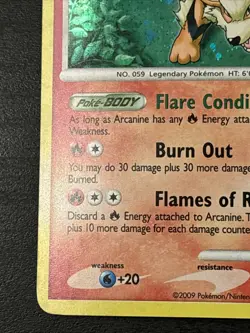 NO. 059 Legendary Pokémon HT: 6'
Poké-BODY Flare Condi
As long as Arcanine has any Energy atta
Weakness.
Burn Out
You may do 30 damage plus 30 more damage
Burned.
Flames of R
Discard a Energy attached to Arcanine. T
plus 10 more damage for each damage counte
weakness
resistance
+20
©2009 Pokémon/Ninten